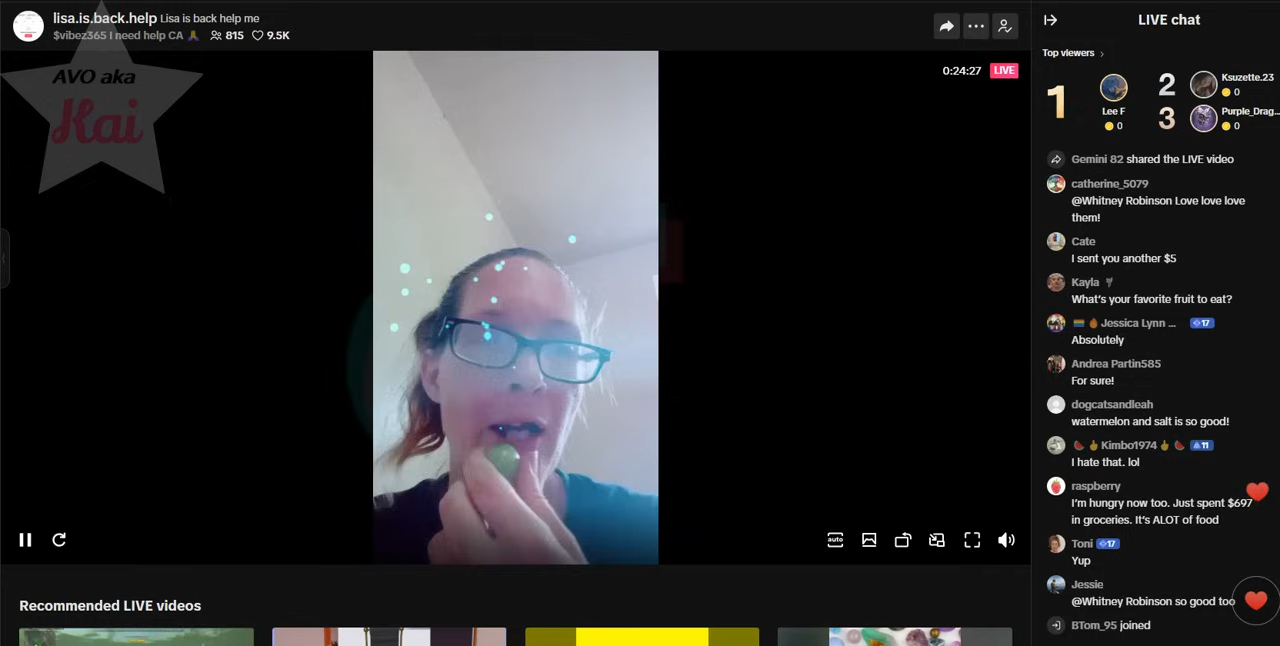 lisa.is.back.help Lisa is back help me
$vibez365 I need help CA 815 9.5K
AVO aka
Kai
0:24:27 LIVE
auto
Recommended LIVE videos
LIVE chat
Top viewers
1
Lee F
0
2
Ksuzette.23
0
3
Purple_Drag...
0
Gemini 82 shared the LIVE video
catherine_5079
@Whitney Robinson Love love love
them!
Cate
I sent you another $5
Kayla
What's your favorite fruit to eat?
Jessica Lynn ... 17
Absolutely
Andrea Partin585
For sure!
dogcatsandleah
watermelon and salt is so good!
Kimbo1974 11
I hate that. lol
raspberry
I'm hungry now too. Just spent $697
in groceries. It's ALOT of food
Toni 17
Yup
Jessie
@Whitney Robinson so good too
BTom_95 joined